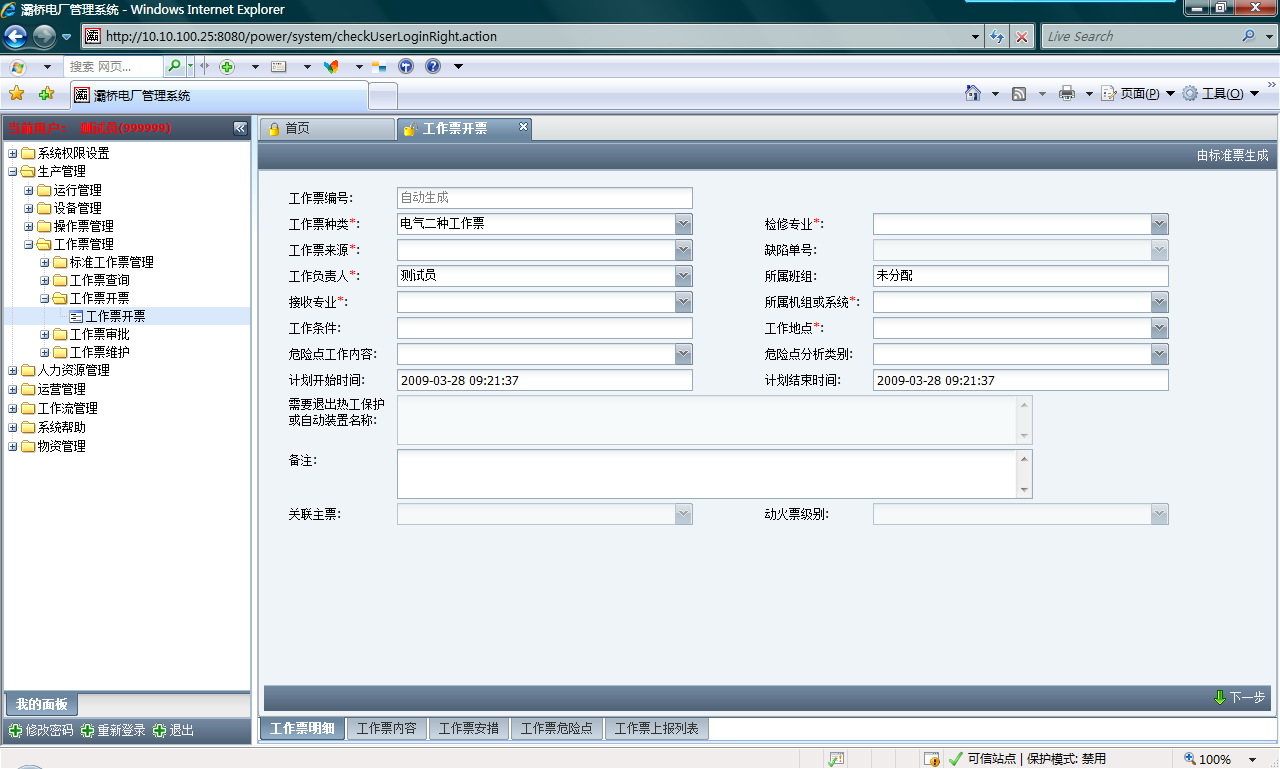 灞桥电厂管理系统 - Windows Internet Explorer
http://10.10.100.25:8080/power/system/checkUserLoginRight.action
Live Search
搜索 网页...
灞桥电厂管理系统
页面(P)
工具(O)
当前用户： 测试员(999999)
首页
工作票开票
由标准票生成
系统权限设置
生产管理
运行管理
设备管理
操作票管理
工作票管理
标准工作票管理
工作票查询
工作票开票
工作票开票
工作票审批
工作票维护
人力资源管理
运营管理
工作流管理
系统帮助
物资管理
工作票编号: 自动生成
工作票种类*: 电气二种工作票 检修专业*:
工作票来源*: 缺陷单号:
工作负责人*: 测试员 所属班组: 未分配
接收专业*: 所属机组或系统*:
工作条件: 工作地点*:
危险点工作内容: 危险点分析类别:
计划开始时间: 2009-03-28 09:21:37 计划结束时间: 2009-03-28 09:21:37
需要退出热工保护
或自动装置名称:
备注:
关联主票: 动火票级别:
下一步
我的面板
修改密码 重新登录 退出
工作票明细 工作票内容 工作票安措 工作票危险点 工作票上报列表
可信站点 | 保护模式: 禁用
100%